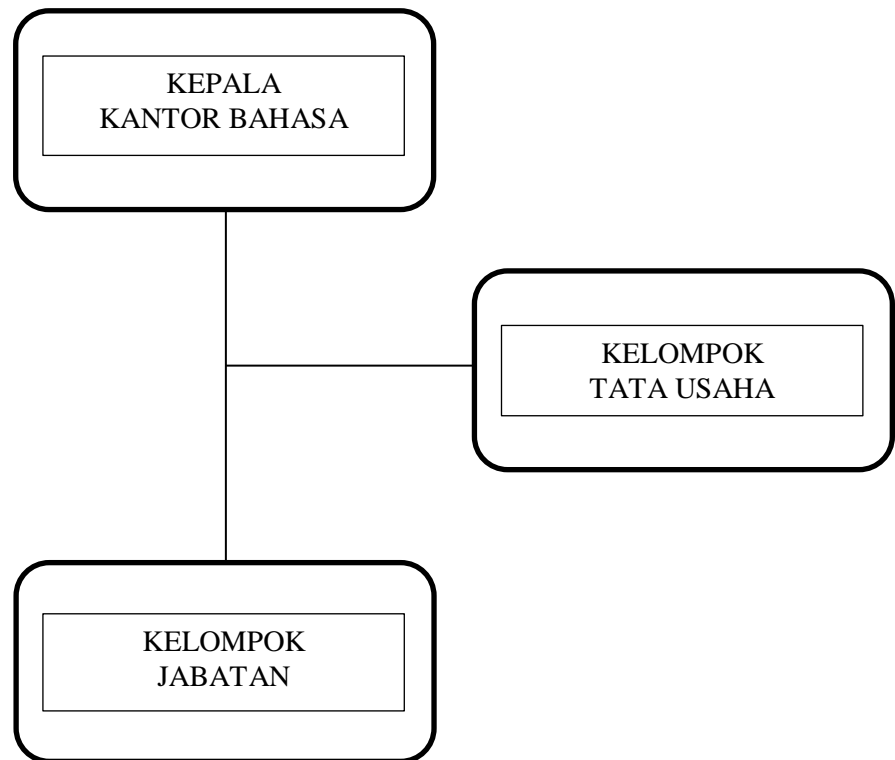 KEPALA
KANTOR BAHASA
KELOMPOK
TATA USAHA
KELOMPOK
JABATAN